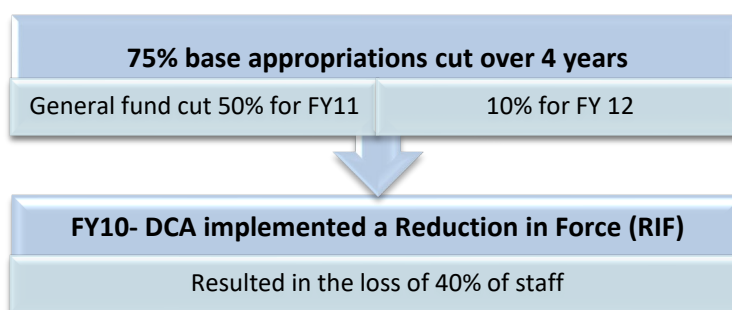 75% base appropriations cut over 4 years
General fund cut 50% for FY11
10% for FY 12
FY10- DCA implemented a Reduction in Force (RIF)
Resulted in the loss of 40% of staff